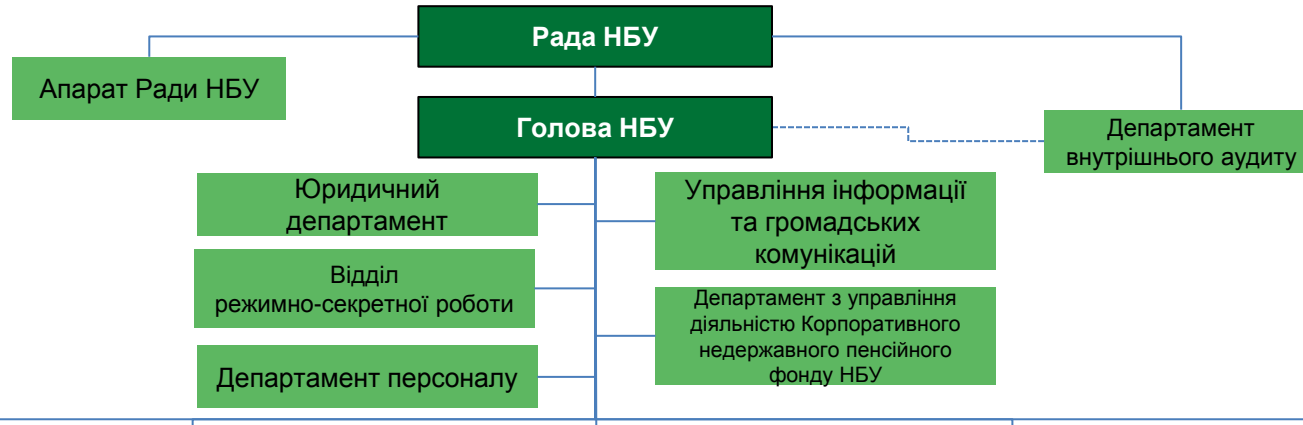 Рада НБУ
Апарат Ради НБУ
Голова НБУ
Департамент
внутрішнього аудиту
Юридичний
департамент
Управління інформації
та громадських
комунікацій
Відділ
режимно-секретної роботи
Департамент з управління
діяльністю Корпоративного
недержавного пенсійного
фонду НБУ
Департамент персоналу